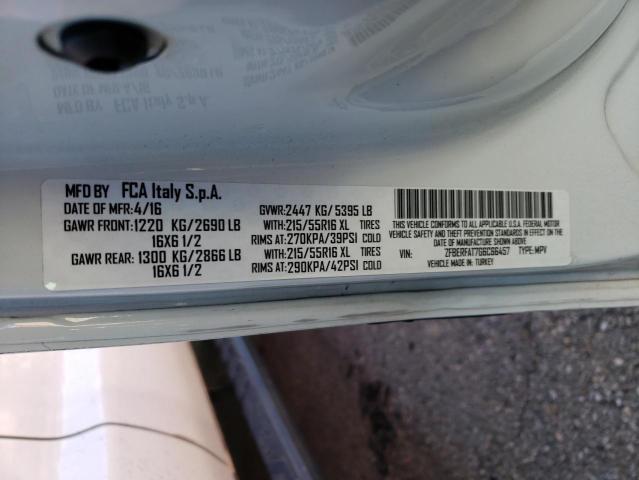 MFD BY FCA Italy S.p.A.
DATE OF MFR: 4/16
GVWR: 2447 KG/ 5395 LB
GAWR FRONT: 1220 KG/2690 LB WITH: 215/55R16 XL TIRES
16X6 1/2 RIMS AT: 270KPA/39PSI COLD
GAWR REAR: 1300 KG/2866 LB WITH: 215/55R16 XL TIRES
16X6 1/2 RIMS AT: 290KPA/42PSI COLD
THIS VEHICLE CONFORMS TO ALL APPLICABLE U.S.A. MOTOR
VEHICLE SAFETY, BUMPER, AND THEFT PREVENTION STANDARDS IN
EFFECT ON THE DATE OF MANUFACTURE SHOWN ABOVE.
VIN: ZFBERFAT766C96457 TYPE: MPV
VEHICLE MADE IN: TURKEY